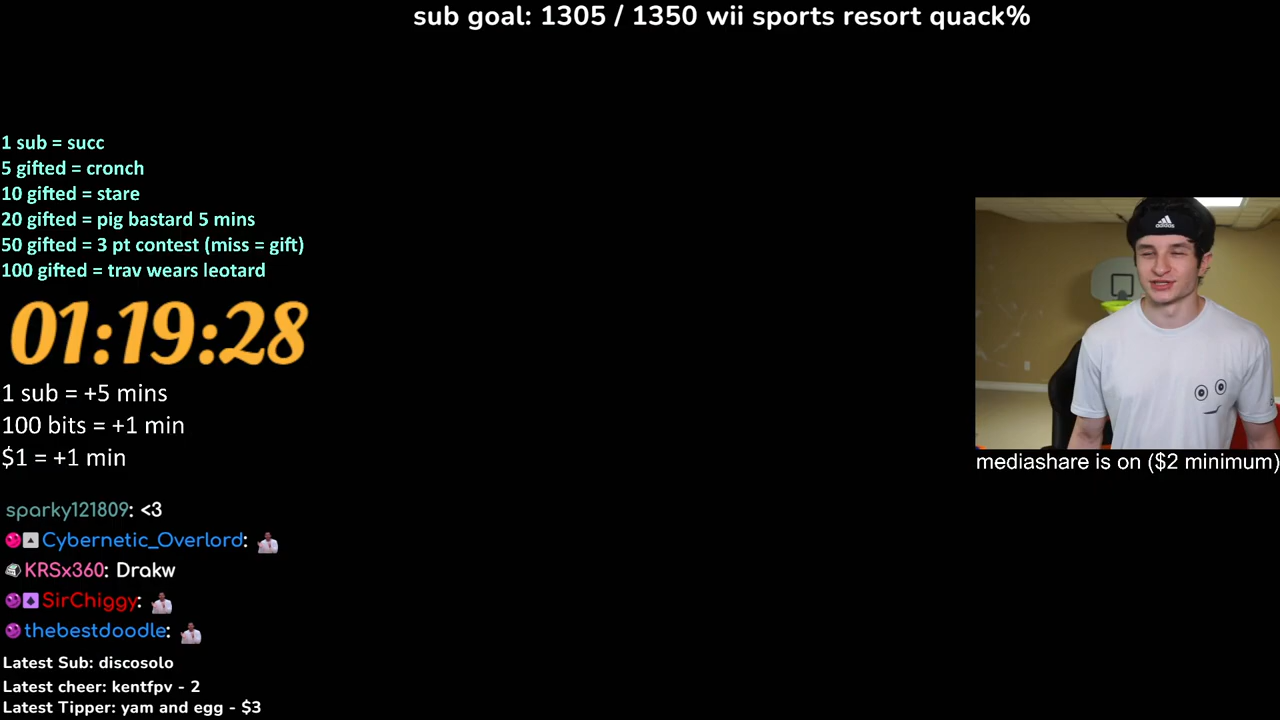 sub goal: 1305 / 1350 wii sports resort quack%
1 sub = succ
5 gifted = cronch
10 gifted = stare
20 gifted = pig bastard 5 mins
50 gifted = 3 pt contest (miss = gift)
100 gifted = trav wears leotard
01:19:28
1 sub = +5 mins
100 bits = +1 min
$1 = +1 min
adidas
mediashare is on ($2 minimum)
sparky121809: <3
Cybernetic_Overlord:
KRSx360: Drakw
SirChiggy:
thebestdoodle:
Latest Sub: discosolo
Latest cheer: kentfpv - 2
Latest Tipper: yam and egg - $3